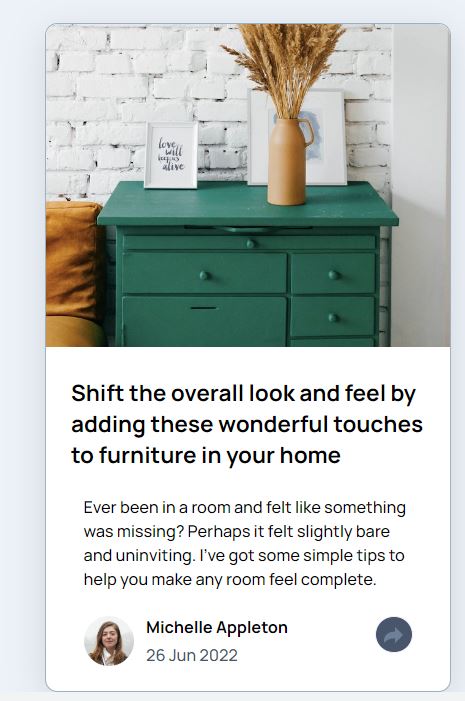 love
will
keep us
alive
Shift the overall look and feel by
adding these wonderful touches
to furniture in your home
Ever been in a room and felt like something
was missing? Perhaps it felt slightly bare
and uninviting. I've got some simple tips to
help you make any room feel complete.
Michelle Appleton
26 Jun 2022